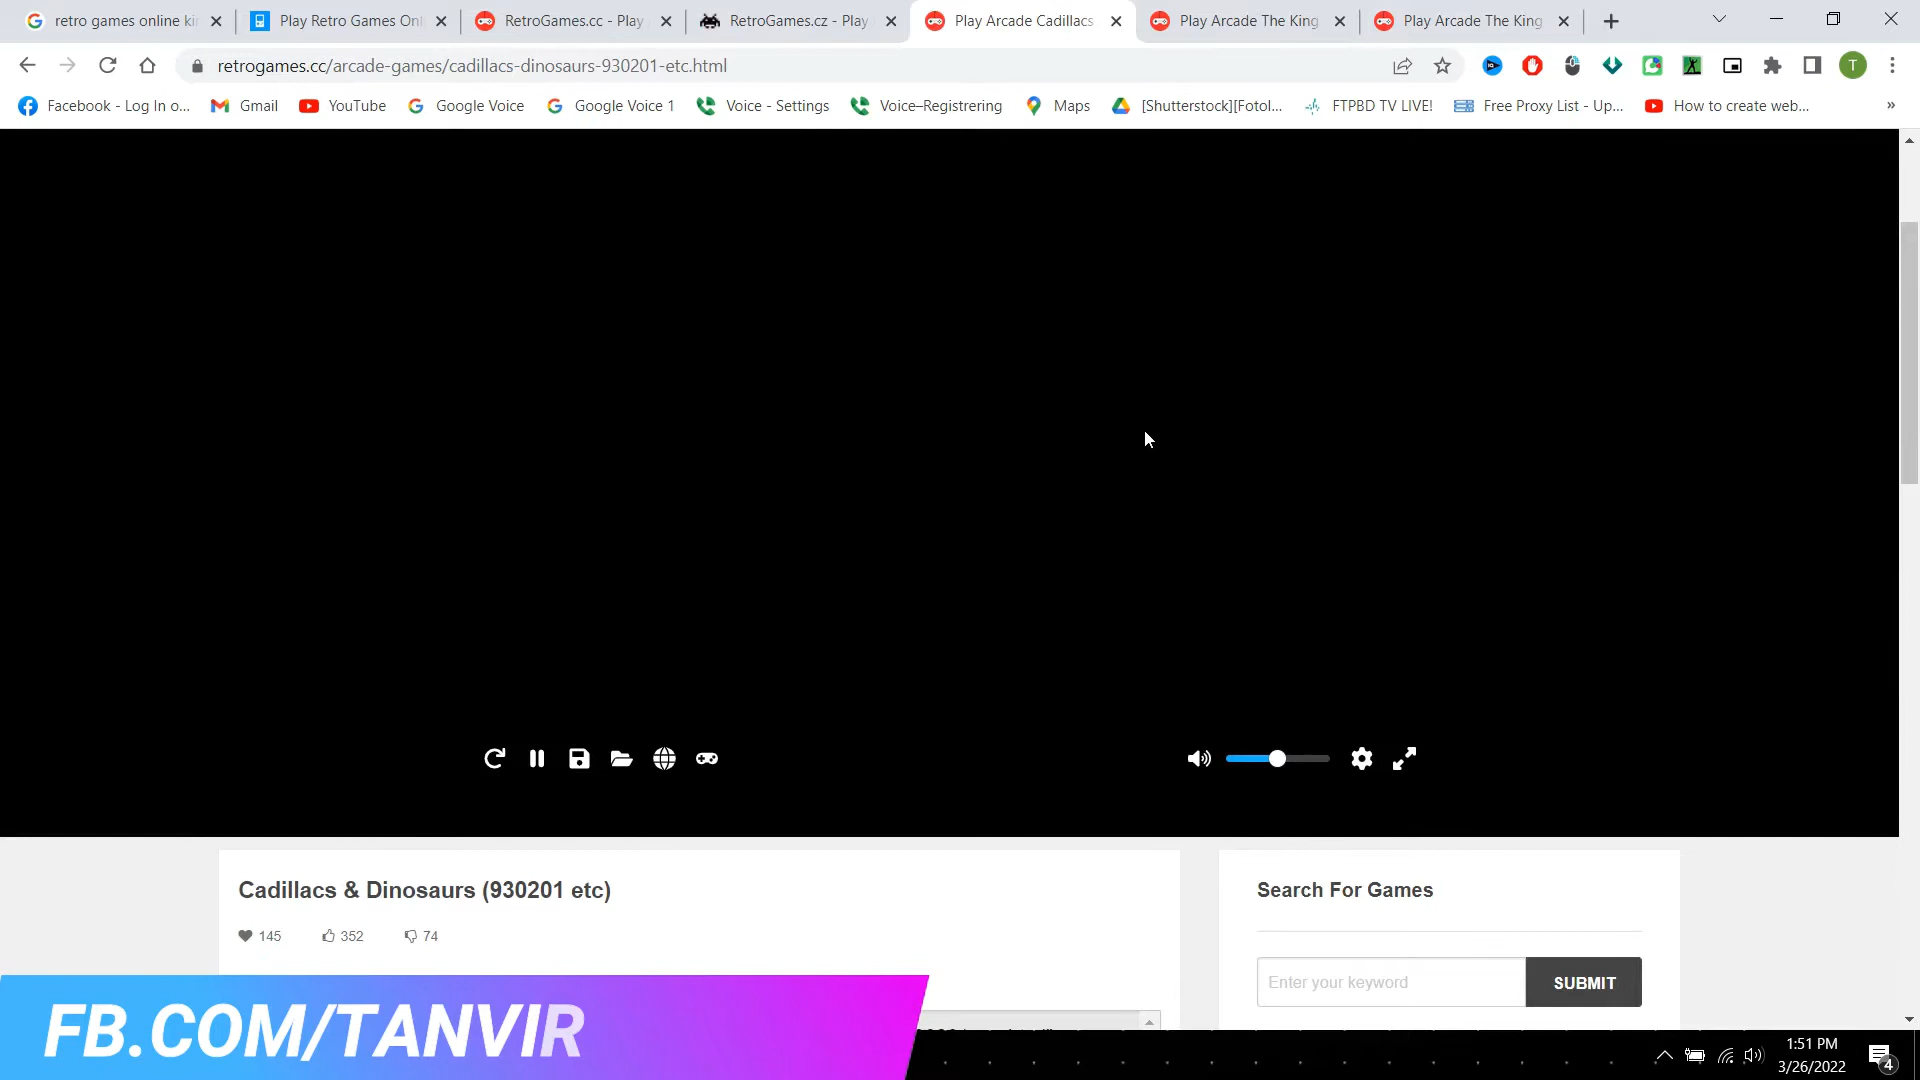 retro games online ki
Play Retro Games Onl
RetroGames.cc - Play
RetroGames.cz - Play
Play Arcade Cadillacs
Play Arcade The King
Play Arcade The King
retrogames.cc/arcade-games/cadillacs-dinosaurs-930201-etc.html
T
Facebook - Log In o...
Gmail
YouTube
Google Voice
Google Voice 1
Voice - Settings
Voice–Registrering
Maps
[Shutterstock][Fotol...
FTPBD TV LIVE!
Free Proxy List - Up...
How to create web...
»
Cadillacs & Dinosaurs (930201 etc)
145
352
74
Search For Games
Enter your keyword
SUBMIT
FB.COM/TANVIR
1:51 PM
3/26/2022
4